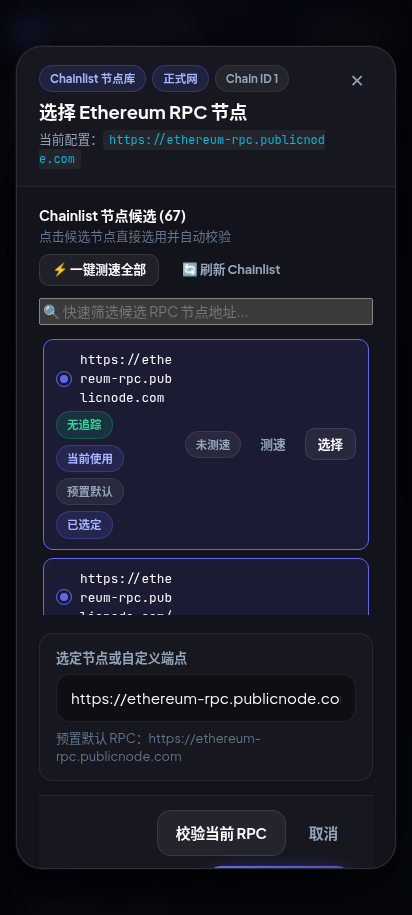 Chainlist 节点库 正式网 Chain ID 1
选择 Ethereum RPC 节点
当前配置： https://ethereum-rpc.publicnod
e.com
Chainlist 节点候选 (67)
点击候选节点直接选用并自动校验
⚡ 一键测速全部 🔄 刷新 Chainlist
🔍 快速筛选候选 RPC 节点地址...
https://ethe
reum-rpc.pub
licnode.com
无追踪
当前使用
预置默认
已选定
未测速 测速 选择
https://ethe
reum-rpc.pub
licnode.com/
选定节点或自定义端点
https://ethereum-rpc.publicnode.co
预置默认 RPC：https://ethereum-
rpc.publicnode.com
校验当前 RPC 取消